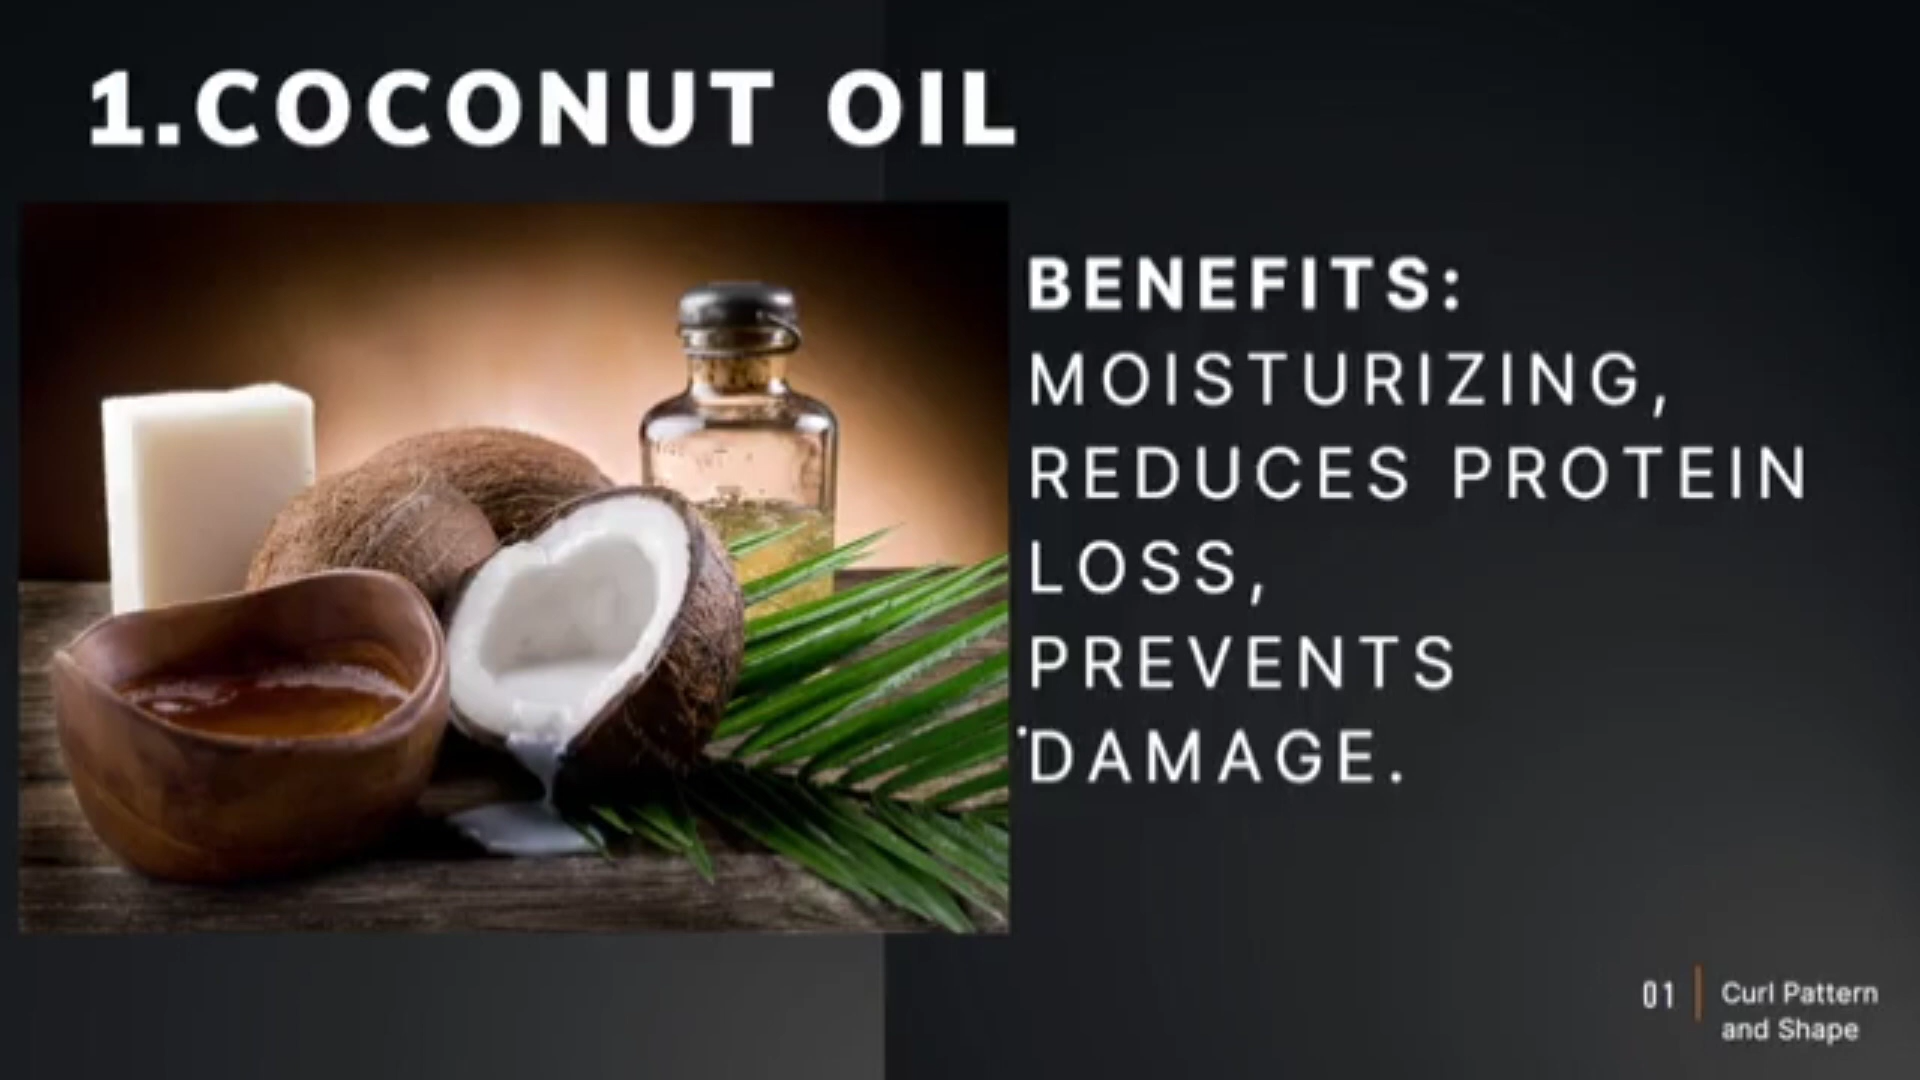 1.COCONUT OIL
BENEFITS:
MOISTURIZING,
REDUCES PROTEIN
LOSS,
PREVENTS
DAMAGE.
01
Curl Pattern
and Shape